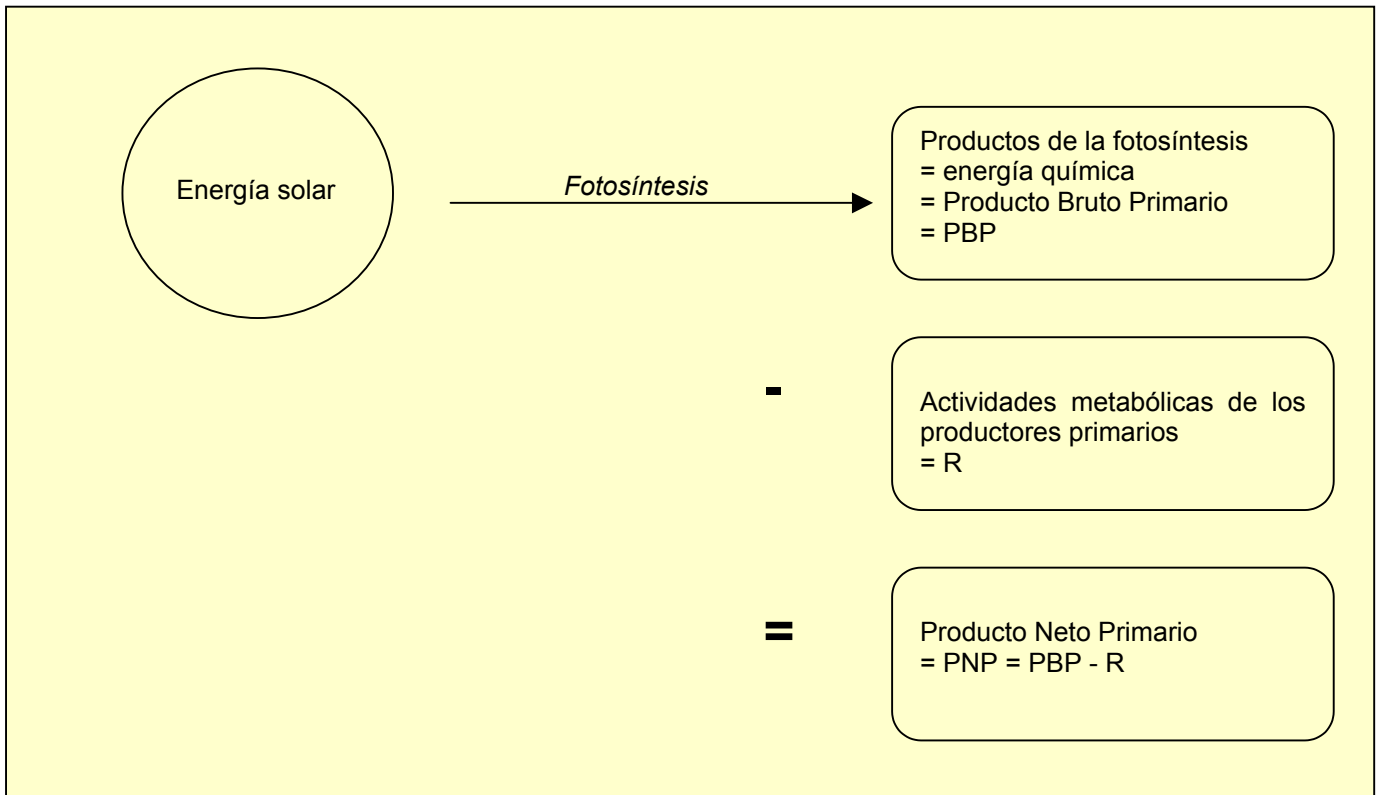 Energía solar
Fotosíntesis
Productos de la fotosíntesis
= energía química
= Producto Bruto Primario
= PBP
-
Actividades metabólicas de los
productores primarios
= R
=
Producto Neto Primario
= PNP = PBP - R